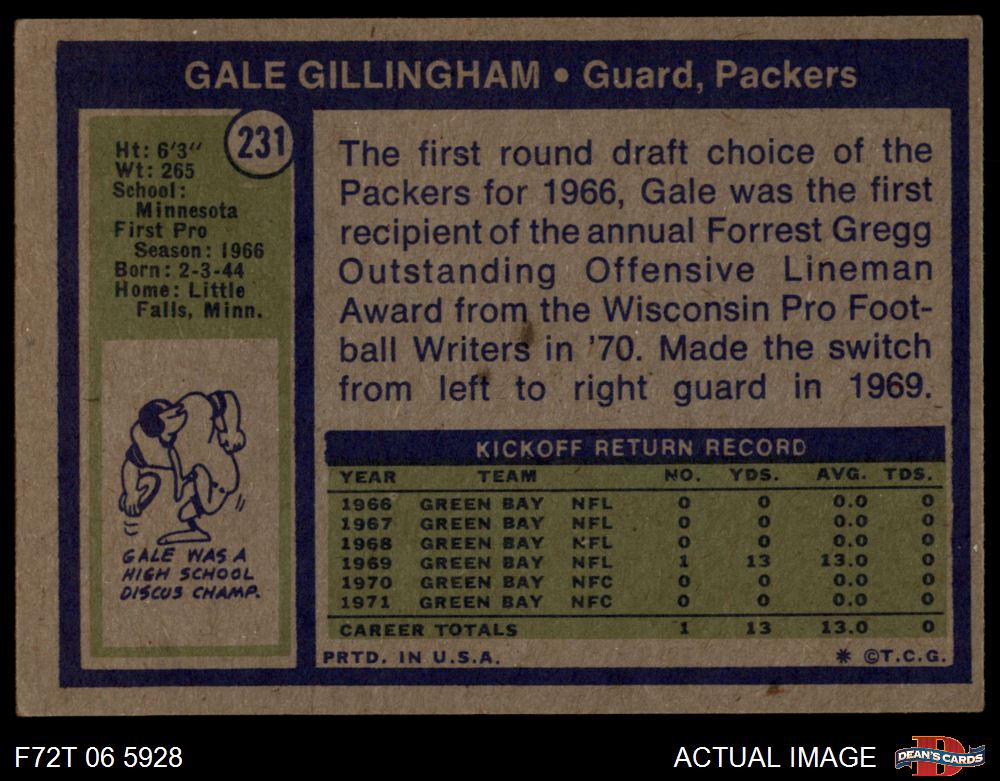 GALE GILLINGHAM • Guard, Packers
231
Ht: 6'3"
Wt: 265
School:
Minnesota
First Pro
Season: 1966
Born: 2-3-44
Home: Little
Falls, Minn.
GALE WAS A
HIGH SCHOOL
DISCUS CHAMP.
The first round draft choice of the
Packers for 1966, Gale was the first
recipient of the annual Forrest Gregg
Outstanding Offensive Lineman
Award from the Wisconsin Pro Foot-
ball Writers in '70. Made the switch
from left to right guard in 1969.
KICKOFF RETURN RECORD
YEAR TEAM NO. YDS. AVG. TDS.
1966 GREEN BAY NFL 0 0 0.0 0
1967 GREEN BAY NFL 0 0 0.0 0
1968 GREEN BAY NFL 0 0 0.0 0
1969 GREEN BAY NFL 1 13 13.0 0
1970 GREEN BAY NFC 0 0 0.0 0
1971 GREEN BAY NFC 0 0 0.0 0
CAREER TOTALS 1 13 13.0 0
PRTD. IN U.S.A. * ©T.C.G.
F72T 06 5928 ACTUAL IMAGE
D
DEAN'S CARDS